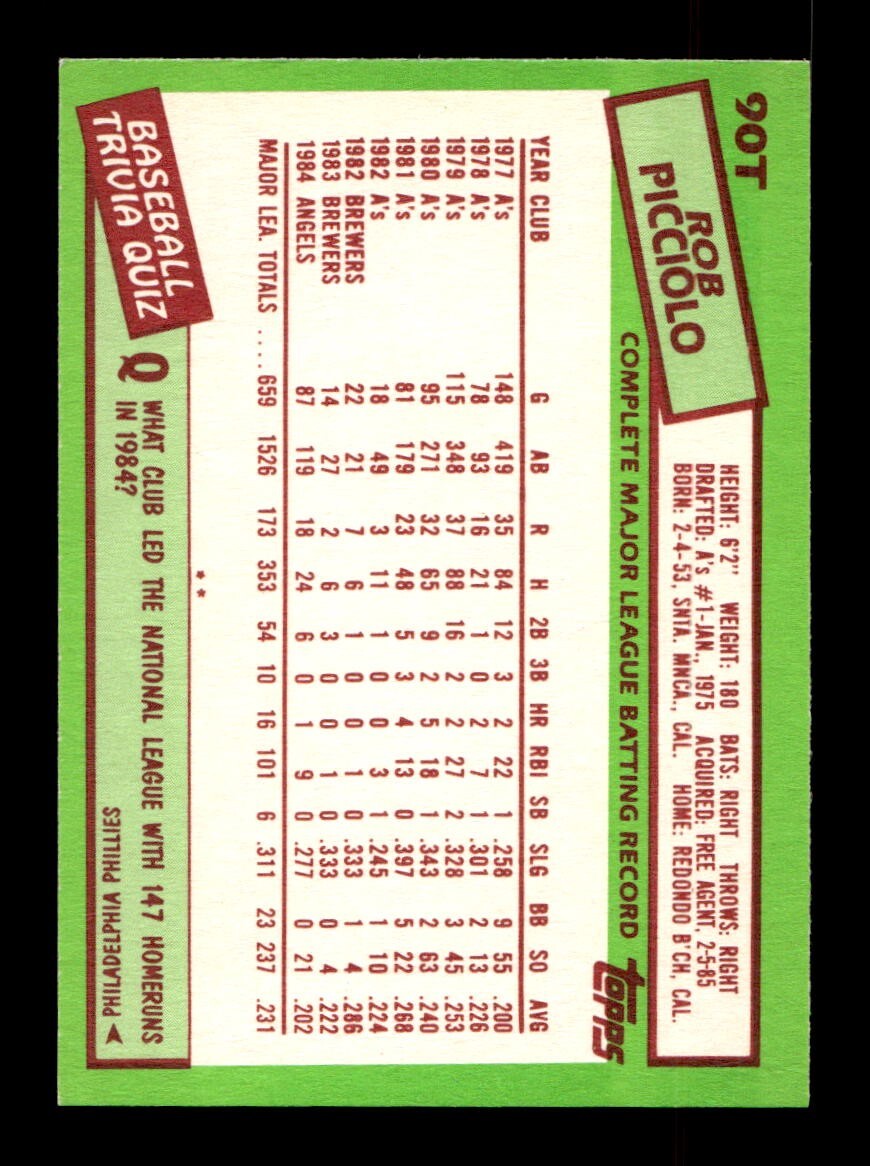 90T
ROB
PICCIOLO
HEIGHT: 6'2" WEIGHT: 180 BATS: RIGHT THROWS: RIGHT
DRAFTED: A's #1-JAN., 1975 ACQUIRED: FREE AGENT, 2-5-85
BORN: 2-4-53, SNTA. MNCA., CAL. HOME: REDONDO B'CH, CAL.
COMPLETE MAJOR LEAGUE BATTING RECORD
topps
YEAR CLUB G AB R H 2B 3B HR RBI SB SLG BB SO AVG
1977 A's 148 419 35 84 12 3 2 22 1 .258 9 55 .200
1978 A's 78 93 16 21 1 0 2 7 1 .301 2 13 .226
1979 A's 115 348 37 88 16 2 2 27 2 .328 3 45 .253
1980 A's 95 271 32 65 9 2 5 18 1 .343 2 63 .240
1981 A's 81 179 23 48 5 3 4 13 0 .397 5 22 .268
1982 A's 18 49 3 11 1 0 0 3 1 .245 1 10 .224
1982 BREWERS 22 21 7 6 1 0 0 1 0 .333 1 4 .286
1983 BREWERS 14 27 2 6 3 0 0 1 0 .333 0 4 .222
1984 ANGELS 87 119 18 24 6 0 1 9 0 .277 0 21 .202
MAJOR LEA. TOTALS .... 659 1526 173 353 54 10 16 101 6 .311 23 237 .231
**
BASEBALL
TRIVIA QUIZ
Q WHAT CLUB LED THE NATIONAL LEAGUE WITH 147 HOMERUNS
IN 1984?
PHILADELPHIA PHILLIES